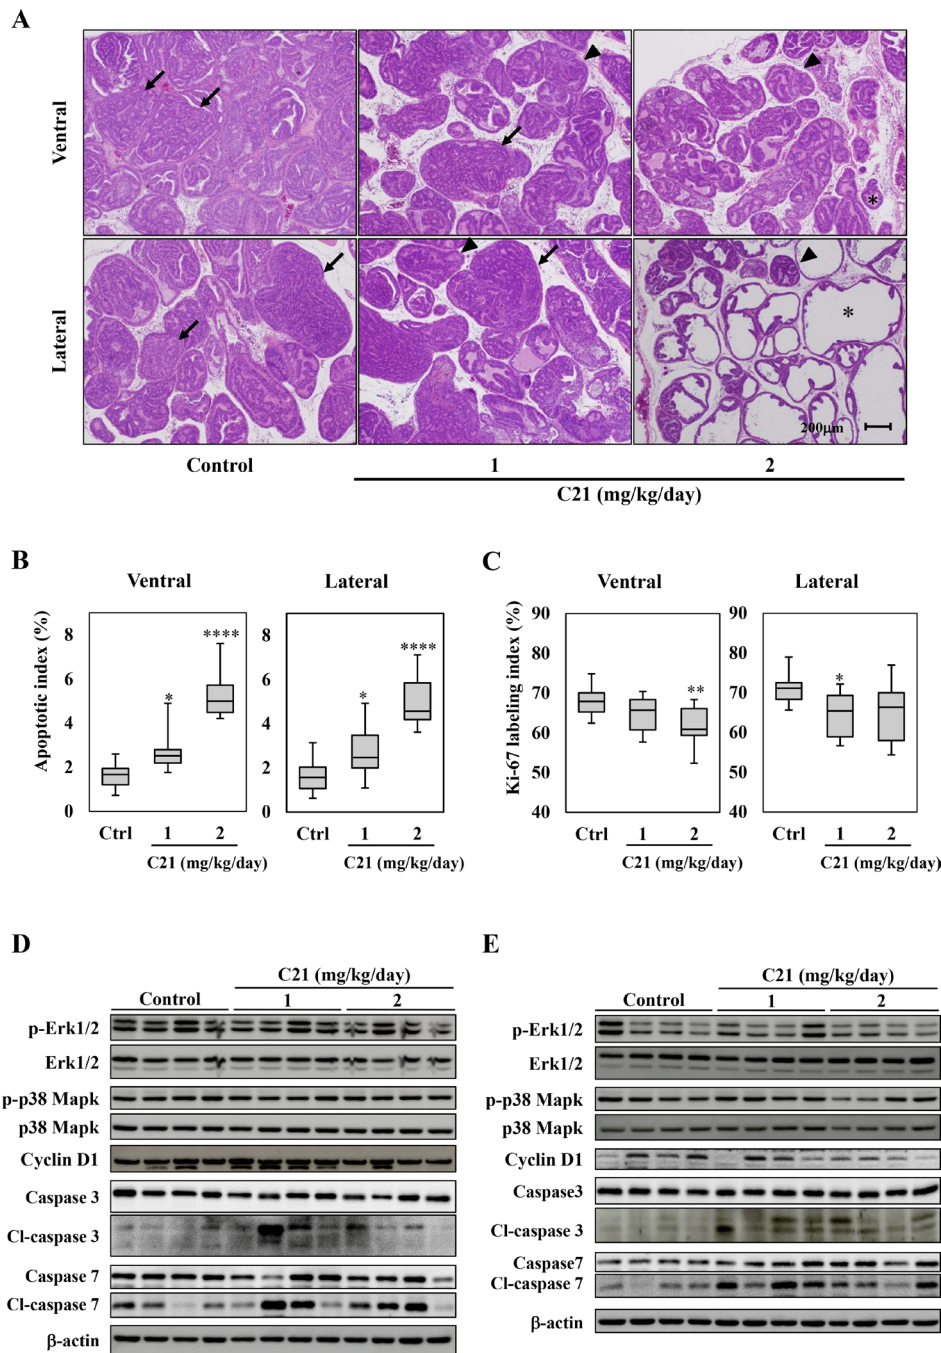 A
Ventral
*
Lateral
*
200μm
Control
1
2
C21 (mg/kg/day)
B
Ventral
Lateral
Apoptotic index (%)
8
6
4
2
0
*
****
Ctrl
1
2
C21 (mg/kg/day)
8
6
4
2
0
*
****
Ctrl
1
2
C21 (mg/kg/day)
C
Ventral
Lateral
Ki-67 labeling index (%)
90
80
70
60
50
40
**
Ctrl
1
2
C21 (mg/kg/day)
90
80
70
60
50
40
*
Ctrl
1
2
C21 (mg/kg/day)
D
C21 (mg/kg/day)
Control
1
2
p-Erk1/2
Erk1/2
p-p38 Mapk
p38 Mapk
Cyclin D1
Caspase 3
Cl-caspase 3
Caspase 7
Cl-caspase 7
β-actin
E
C21 (mg/kg/day)
Control
1
2
p-Erk1/2
Erk1/2
p-p38 Mapk
p38 Mapk
Cyclin D1
Caspase3
Cl-caspase 3
Caspase7
Cl-caspase 7
β-actin